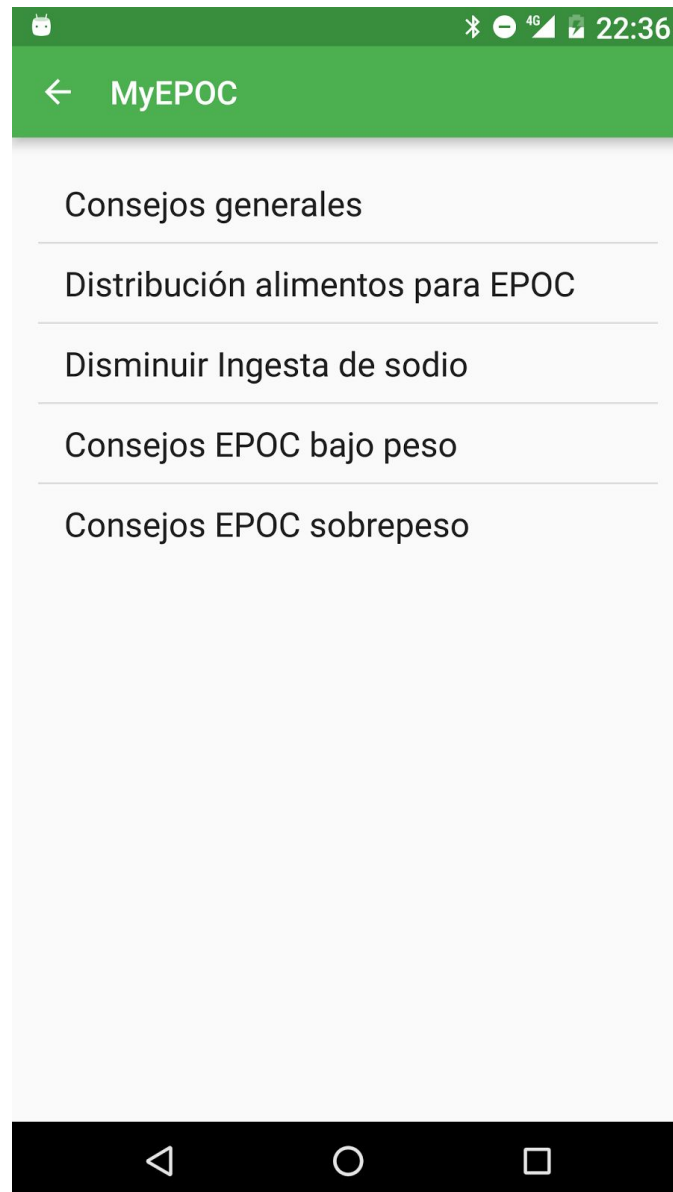 4G 22:36
MyEPOC
Consejos generales
Distribución alimentos para EPOC
Disminuir Ingesta de sodio
Consejos EPOC bajo peso
Consejos EPOC sobrepeso